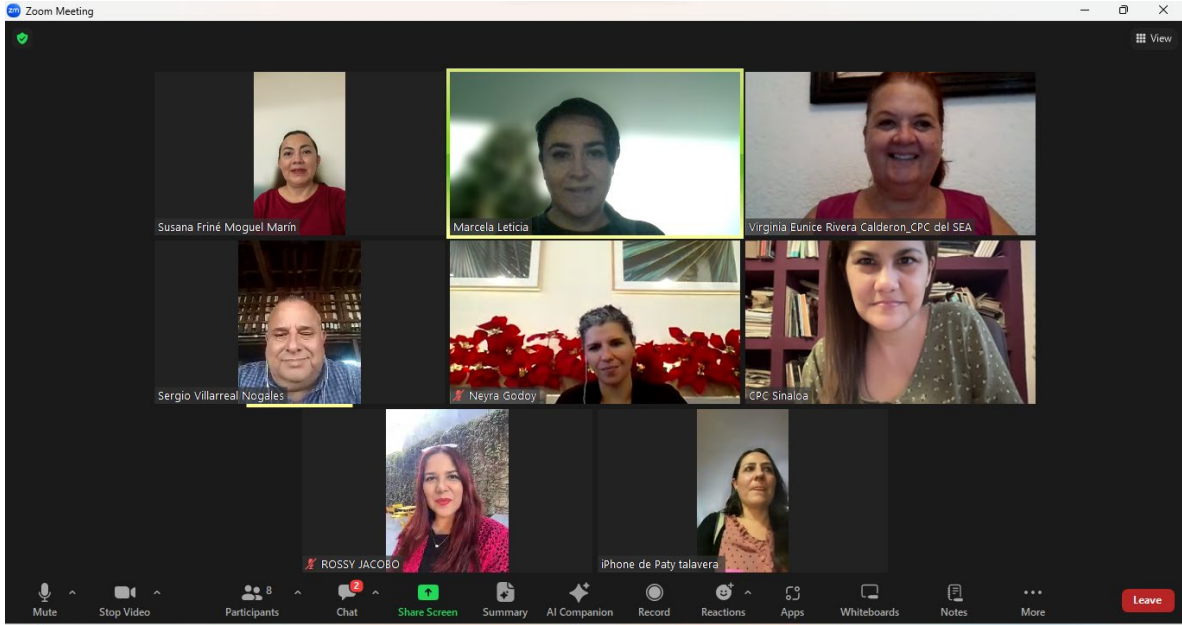 zm Zoom Meeting
View
Susana Friné Moguel Marín
Marcela Leticia
Virginia Eunice Rivera Calderon_CPC del SEA
Sergio Villarreal Nogales
Neyra Godoy
CPC Sinaloa
ROSSY JACOBO
iPhone de Paty talavera
8
2
Mute
Stop Video
Participants
Chat
Share Screen
Summary
AI Companion
Record
Reactions
Apps
Whiteboards
Notes
More
Leave